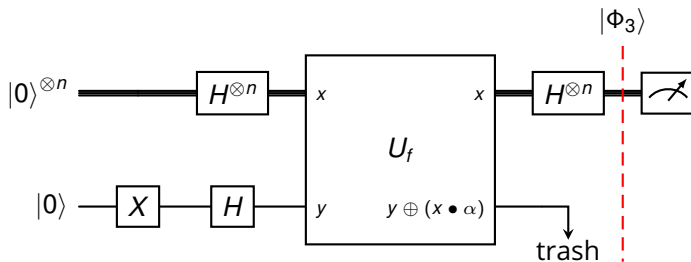 |Φ₃⟩
|0⟩^{⊗n} H^{⊗n} x x H^{⊗n}
U_f
|0⟩ X H y y ⊕ (x • α)
trash